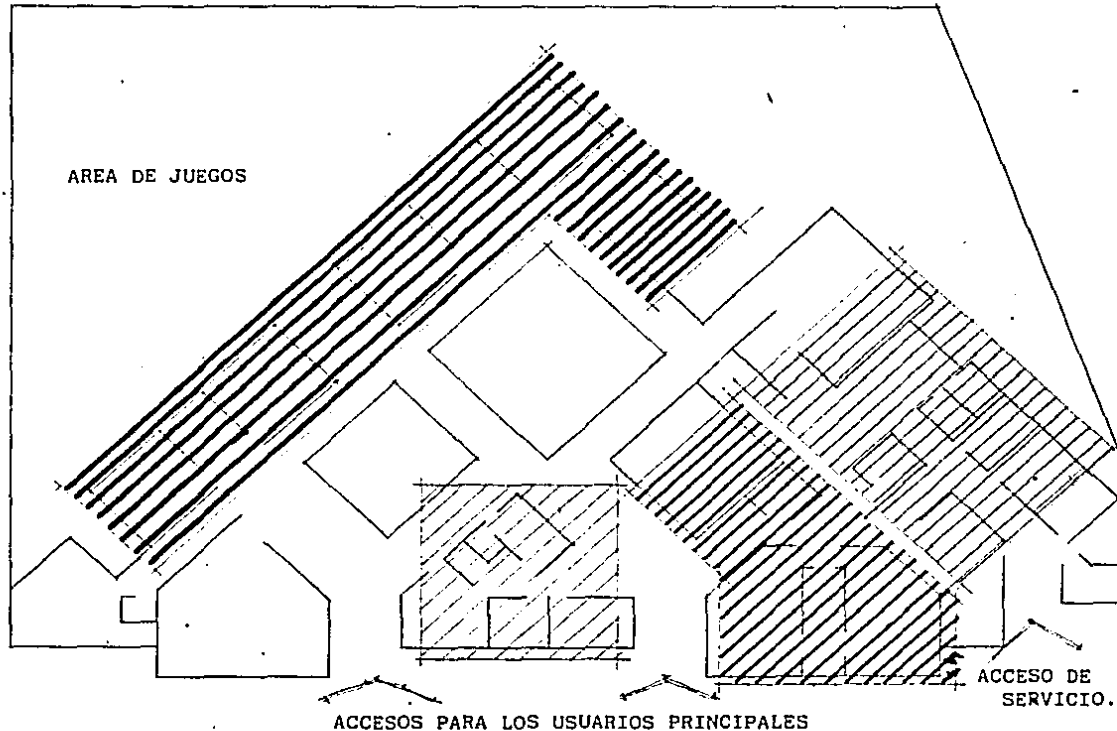 AREA DE JUEGOS
ACCESO DE
SERVICIO.
ACCESOS PARA LOS USUARIOS PRINCIPALES